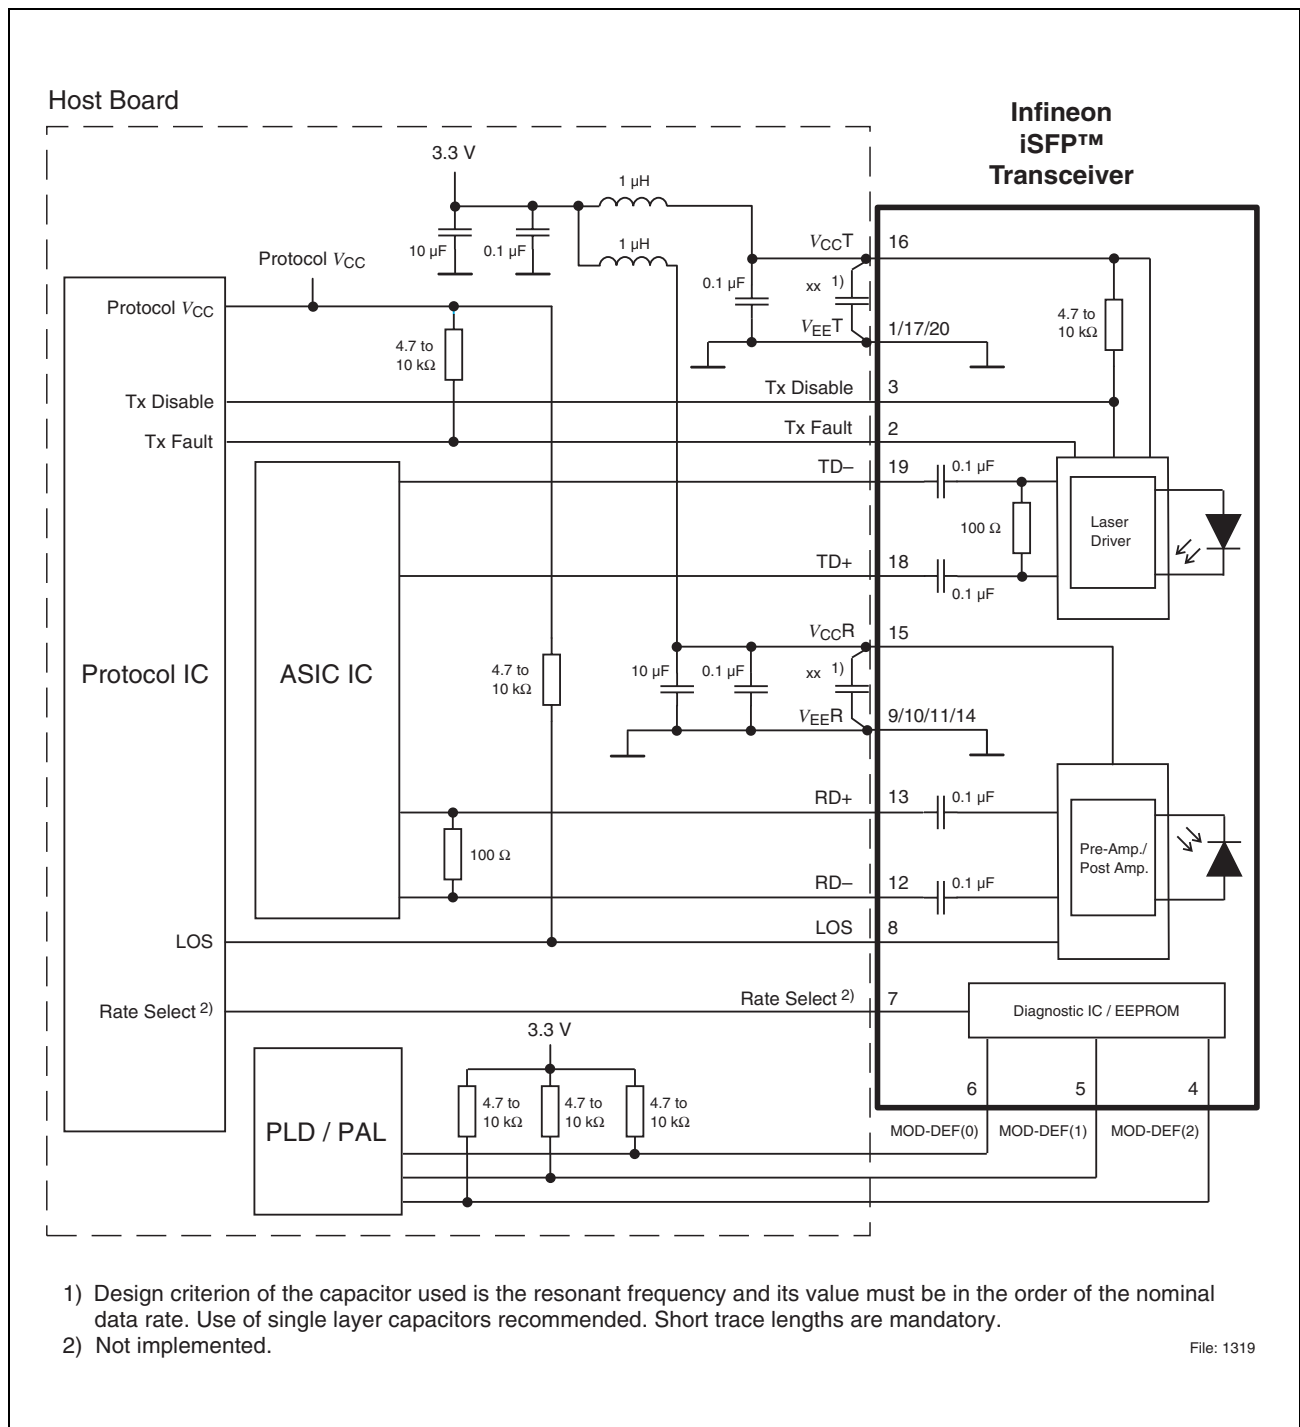 Host Board
Infineon
iSFP™
Transceiver
3.3 V
1 µH
10 µF
0.1 µF
1 µH
Protocol VCC
VCCT
16
0.1 µF
xx 1)
Protocol VCC
4.7 to
10 kΩ
VEET
1/17/20
4.7 to
10 kΩ
Tx Disable
Tx Disable
3
Tx Fault
Tx Fault
2
TD–
19
0.1 µF
100 Ω
Laser
Driver
TD+
18
0.1 µF
Protocol IC
ASIC IC
4.7 to
10 kΩ
VCCR
15
10 µF
0.1 µF
xx 1)
VEER
9/10/11/14
RD+
13
0.1 µF
100 Ω
Pre-Amp./
Post Amp.
RD–
12
0.1 µF
LOS
LOS
8
Rate Select 2)
Rate Select 2)
7
Diagnostic IC / EEPROM
3.3 V
PLD / PAL
4.7 to
10 kΩ
4.7 to
10 kΩ
4.7 to
10 kΩ
6
5
4
MOD-DEF(0)
MOD-DEF(1)
MOD-DEF(2)
1) Design criterion of the capacitor used is the resonant frequency and its value must be in the order of the nominal
data rate. Use of single layer capacitors recommended. Short trace lengths are mandatory.
2) Not implemented.
File: 1319